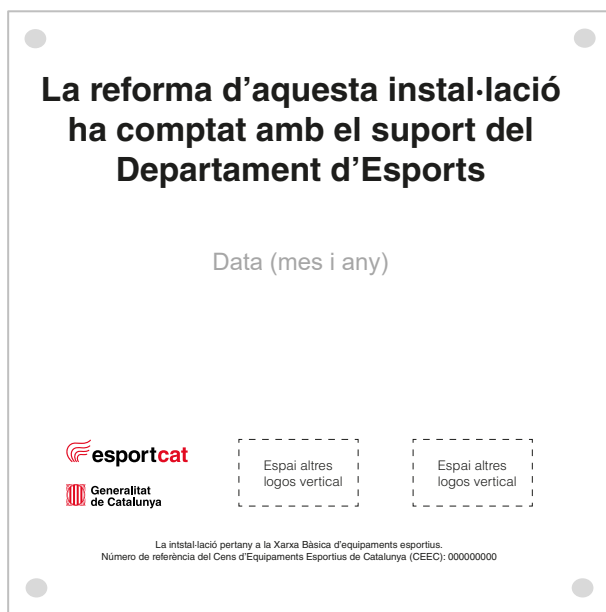 La reforma d’aquesta instal·lació
ha comptat amb el suport del
Departament d’Esports
Data (mes i any)
esportcat
Generalitat
de Catalunya
Espai altres
logos vertical
Espai altres
logos vertical
La intstal·lació pertany a la Xarxa Bàsica d’equipaments esportius.
Número de referència del Cens d’Equipaments Esportius de Catalunya (CEEC): 000000000